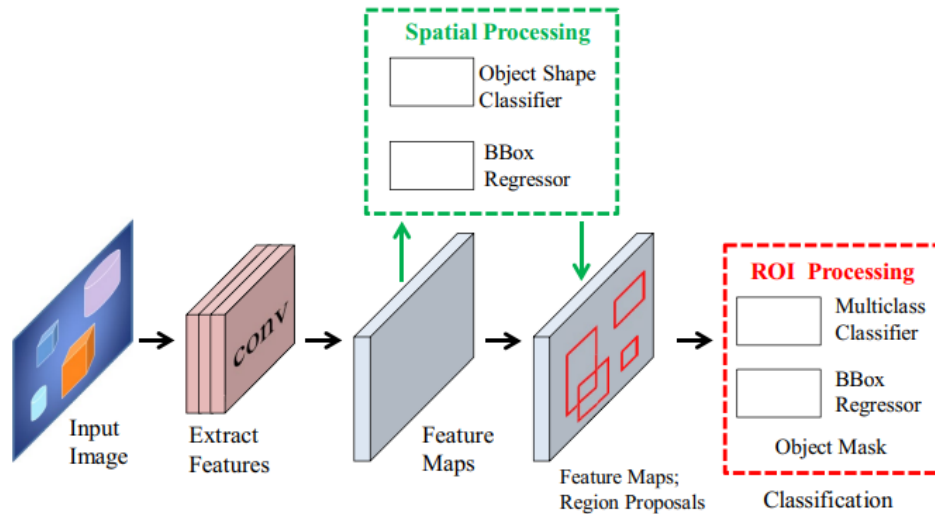 Spatial Processing
Object Shape
Classifier
BBox
Regressor
Input
Image
conv
Extract
Features
Feature
Maps
Feature Maps;
Region Proposals
ROI Processing
Multiclass
Classifier
BBox
Regressor
Object Mask
Classification